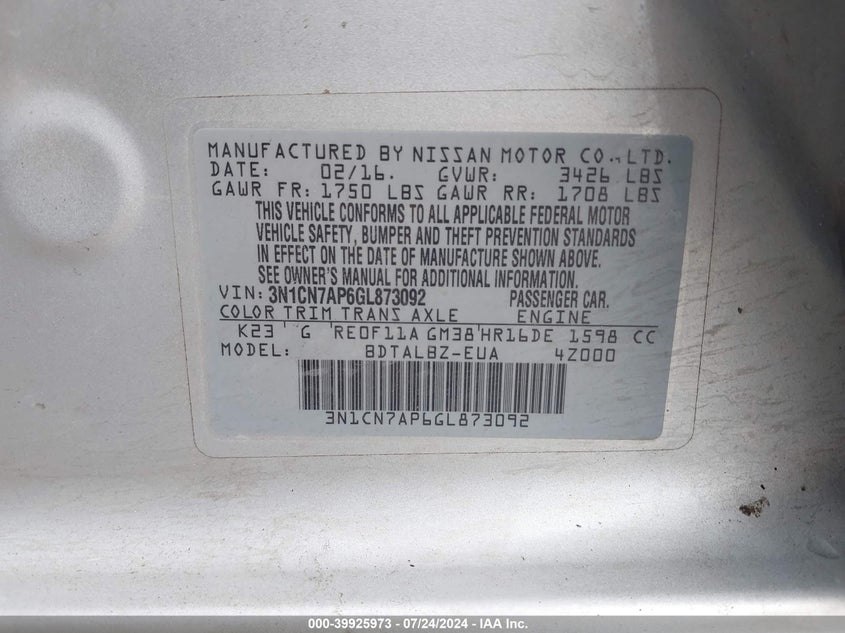 MANUFACTURED BY NISSAN MOTOR CO.,LTD.
DATE: 02/16. GVWR: 3426 LBS
GAWR FR: 1750 LBS GAWR RR: 1708 LBS
THIS VEHICLE CONFORMS TO ALL APPLICABLE FEDERAL MOTOR
VEHICLE SAFETY, BUMPER AND THEFT PREVENTION STANDARDS
IN EFFECT ON THE DATE OF MANUFACTURE SHOWN ABOVE.
SEE OWNER'S MANUAL FOR ADDITIONAL INFORMATION.
VIN: 3N1CN7AP6GL873092 PASSENGER CAR.
COLOR TRIM TRANS AXLE ENGINE
K23 G RE0F11A GM38 HR16DE 1598 CC
MODEL: BDTALBZ-EUA 4Z000
3N1CN7AP6GL873092
000-39925973 - 07/24/2024 - IAA Inc.